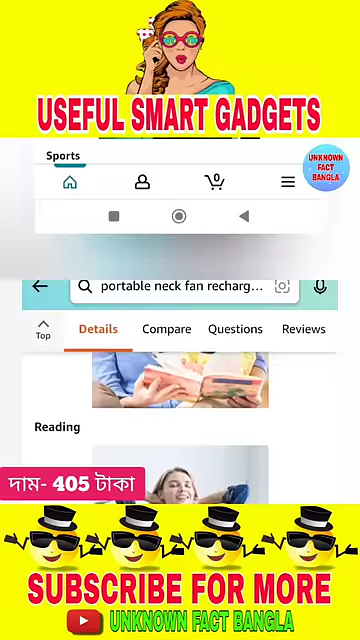 USEFUL SMART GADGETS
Sports
UNKNOWN
FACT
BANGLA
0
portable neck fan recharg...
Top
Details
Compare
Questions
Reviews
Reading
দাম- 405 টাকা
SUBSCRIBE FOR MORE
UNKNOWN FACT BANGLA